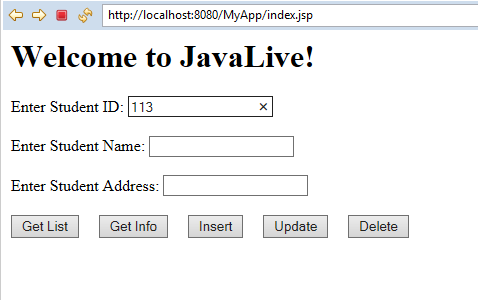 http://localhost:8080/MyApp/index.jsp
Welcome to JavaLive!
Enter Student ID: 113 ×
Enter Student Name:
Enter Student Address:
Get List Get Info Insert Update Delete